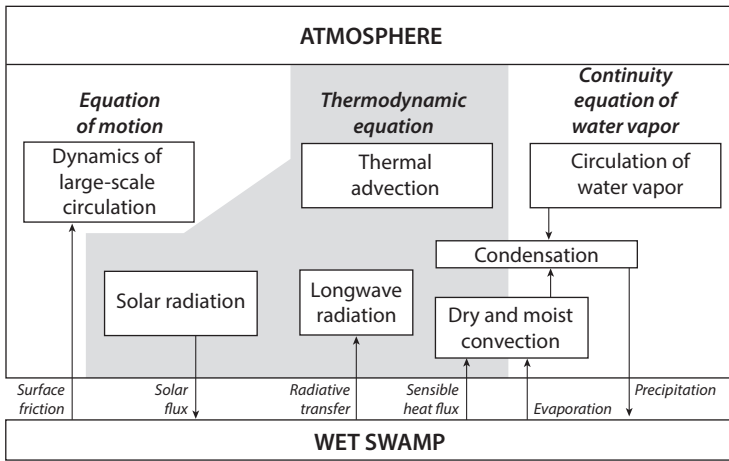 ATMOSPHERE
Equation
of motion
Dynamics of
large-scale
circulation
Thermodynamic
equation
Thermal
advection
Continuity
equation of
water vapor
Circulation of
water vapor
Condensation
Solar radiation
Longwave
radiation
Dry and moist
convection
Surface
friction
Solar
flux
Radiative
transfer
Sensible
heat flux
Evaporation
Precipitation
WET SWAMP